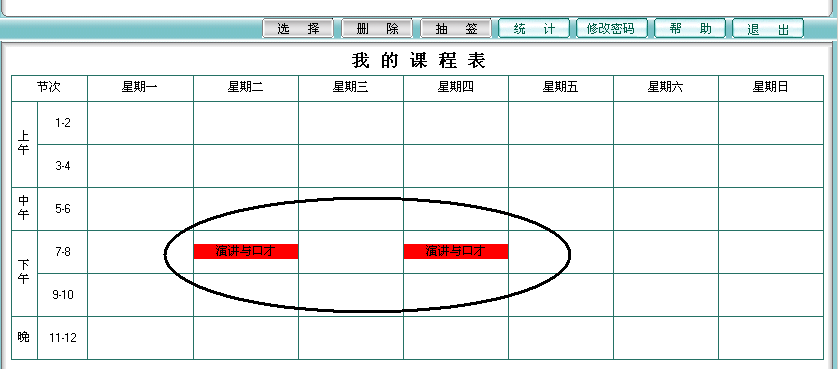 选 择 删 除 抽 签 统 计 修改密码 帮 助 退 出
我 的 课 程 表
节次 星期一 星期二 星期三 星期四 星期五 星期六 星期日
上午 1-2
3-4
中午 5-6
下午 7-8 演讲与口才 演讲与口才
9-10
晚 11-12